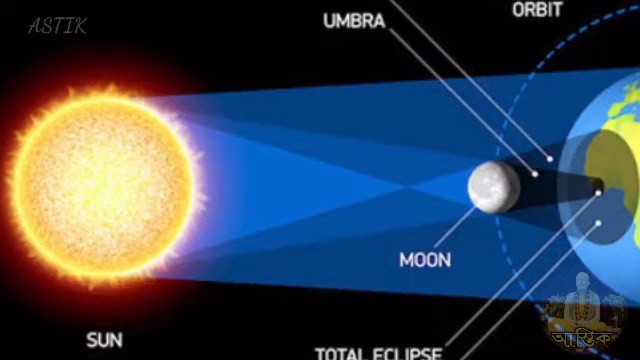 ASTIK
ORBIT
UMBRA
MOON
SUN
TOTAL ECLIPSE
আস্তিক